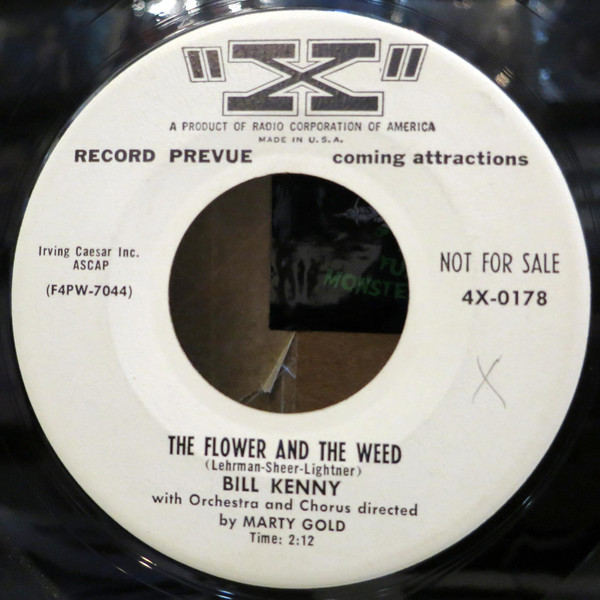 "X"
A PRODUCT OF RADIO CORPORATION OF AMERICA
MADE IN U.S.A.
RECORD PREVUE coming attractions
Irving Caesar Inc.
ASCAP
(F4PW-7044)
NOT FOR SALE
4X-0178
X
THE FLOWER AND THE WEED
(Lehrman-Sheer-Lightner)
BILL KENNY
with Orchestra and Chorus directed
by MARTY GOLD
Time: 2:12